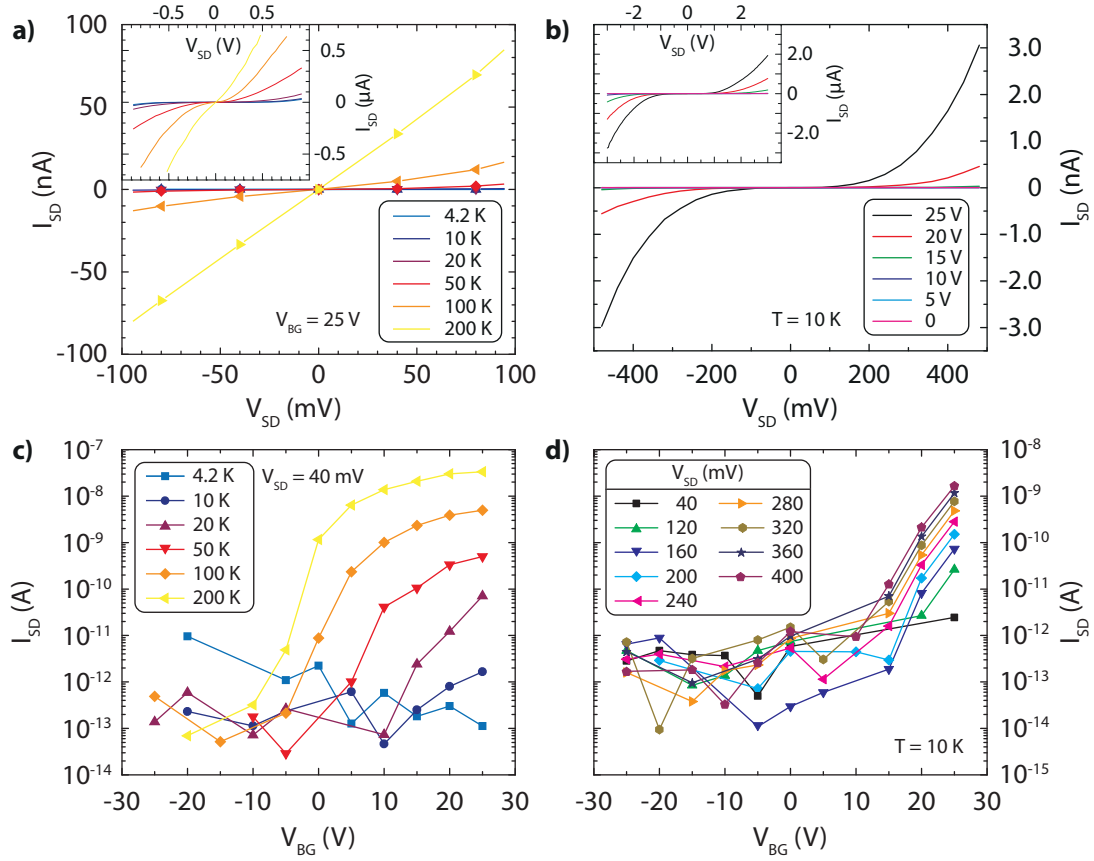 a)
-0.5 0 0.5
V_SD (V)
0.5
0
-0.5
I_SD (μA)
100
50
0
-50
-100
I_SD (nA)
4.2 K
10 K
20 K
50 K
100 K
200 K
V_BG = 25 V
-100 -50 0 50 100
V_SD (mV)
b)
-2 0 2
V_SD (V)
2.0
0
-2.0
I_SD (μA)
3.0
2.0
1.0
0
-1.0
-2.0
-3.0
I_SD (nA)
25 V
20 V
15 V
10 V
5 V
0
T = 10 K
-400 -200 0 200 400
V_SD (mV)
c)
10^-7
10^-8
10^-9
10^-10
10^-11
10^-12
10^-13
10^-14
I_SD (A)
4.2 K
10 K
20 K
50 K
100 K
200 K
V_SD = 40 mV
-30 -20 -10 0 10 20 30
V_BG (V)
d)
V_SD (mV)
40 280
120 320
160 360
200 400
240
10^-8
10^-9
10^-10
10^-11
10^-12
10^-13
10^-14
10^-15
I_SD (A)
T = 10 K
-30 -20 -10 0 10 20 30
V_BG (V)